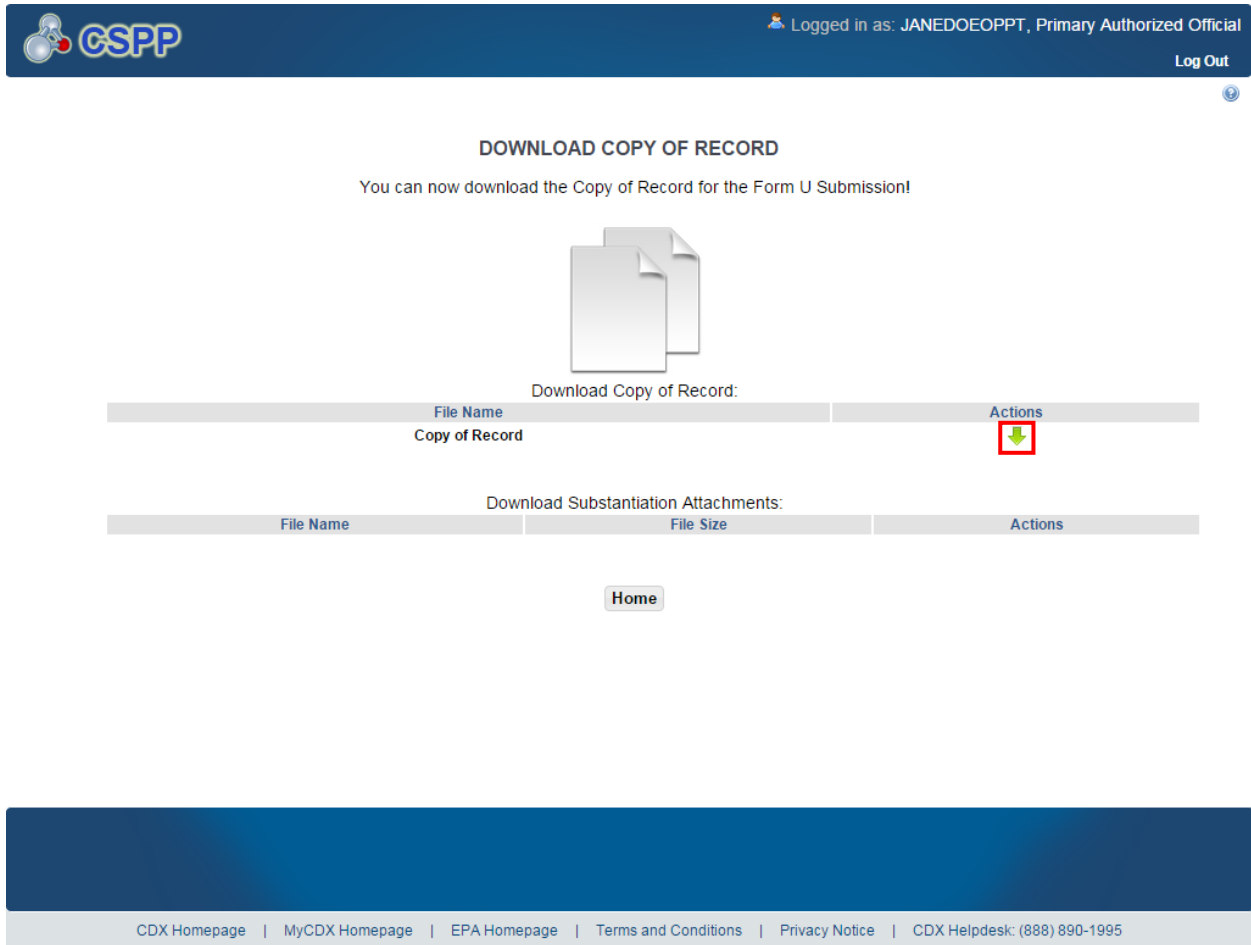 CSPP
Logged in as: JANEDOEOPPT, Primary Authorized Official
Log Out
DOWNLOAD COPY OF RECORD
You can now download the Copy of Record for the Form U Submission!
Download Copy of Record:
File Name Actions
Copy of Record
Download Substantiation Attachments:
File Name File Size Actions
Home
CDX Homepage | MyCDX Homepage | EPA Homepage | Terms and Conditions | Privacy Notice | CDX Helpdesk: (888) 890-1995